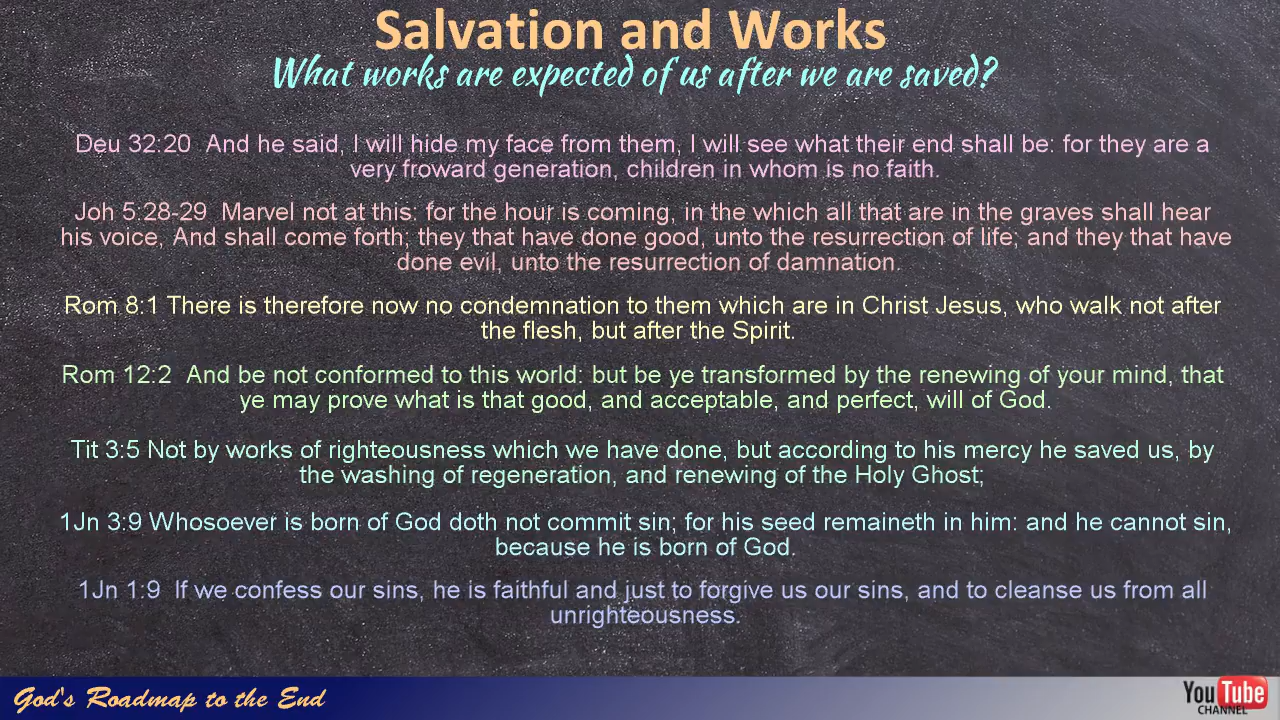 Salvation and Works
What works are expected of us after we are saved?
Deu 32:20  And he said, I will hide my face from them, I will see what their end shall be: for they are a
very froward generation, children in whom is no faith.
Joh 5:28-29  Marvel not at this: for the hour is coming, in the which all that are in the graves shall hear
his voice, And shall come forth; they that have done good, unto the resurrection of life; and they that have
done evil, unto the resurrection of damnation.
Rom 8:1 There is therefore now no condemnation to them which are in Christ Jesus, who walk not after
the flesh, but after the Spirit.
Rom 12:2  And be not conformed to this world: but be ye transformed by the renewing of your mind, that
ye may prove what is that good, and acceptable, and perfect, will of God.
Tit 3:5 Not by works of righteousness which we have done, but according to his mercy he saved us, by
the washing of regeneration, and renewing of the Holy Ghost;
1Jn 3:9 Whosoever is born of God doth not commit sin; for his seed remaineth in him: and he cannot sin,
because he is born of God.
1Jn 1:9  If we confess our sins, he is faithful and just to forgive us our sins, and to cleanse us from all
unrighteousness.
God's Roadmap to the End
YouTube
CHANNEL